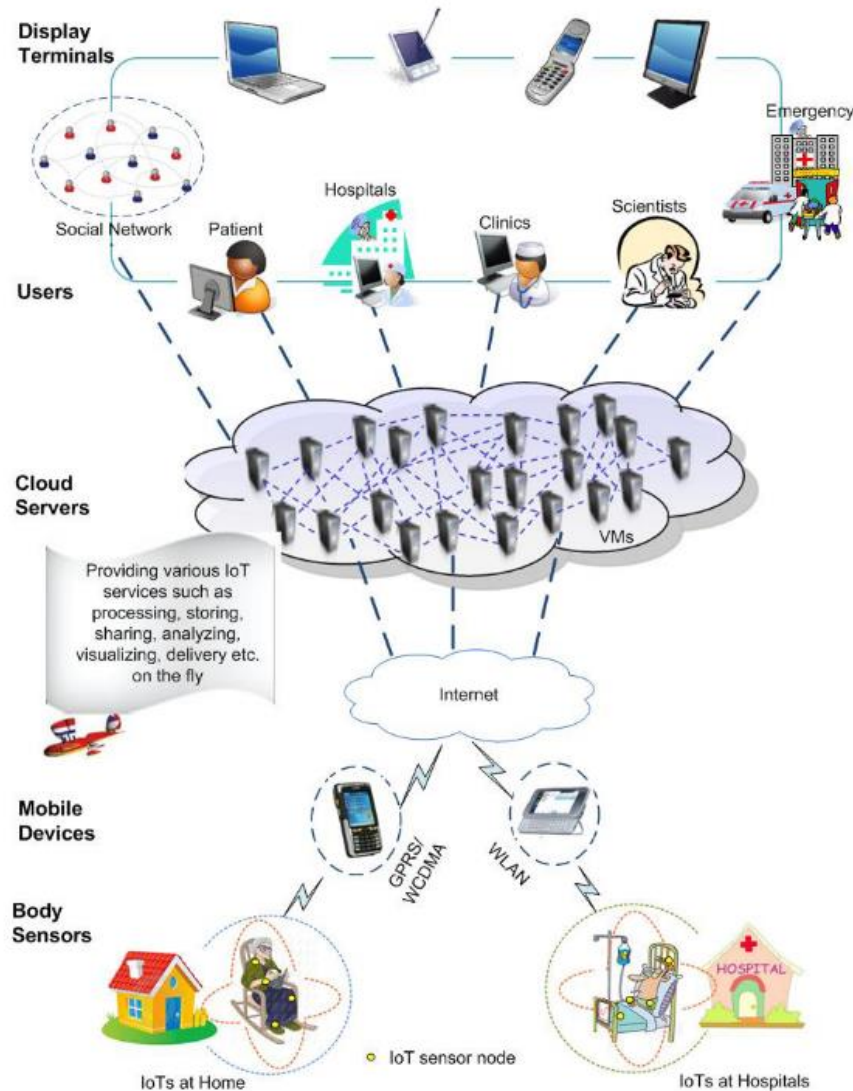 Display
Terminals
Emergency
Social Network
Patient
Hospitals
Clinics
Scientists
Users
Cloud
Servers
VMs
Providing various IoT
services such as
processing, storing,
sharing, analyzing,
visualizing, delivery etc.
on the fly
Internet
Mobile
Devices
GPRS/
WCDMA
WLAN
Body
Sensors
HOSPITAL
IoT sensor node
IoTs at Home
IoTs at Hospitals